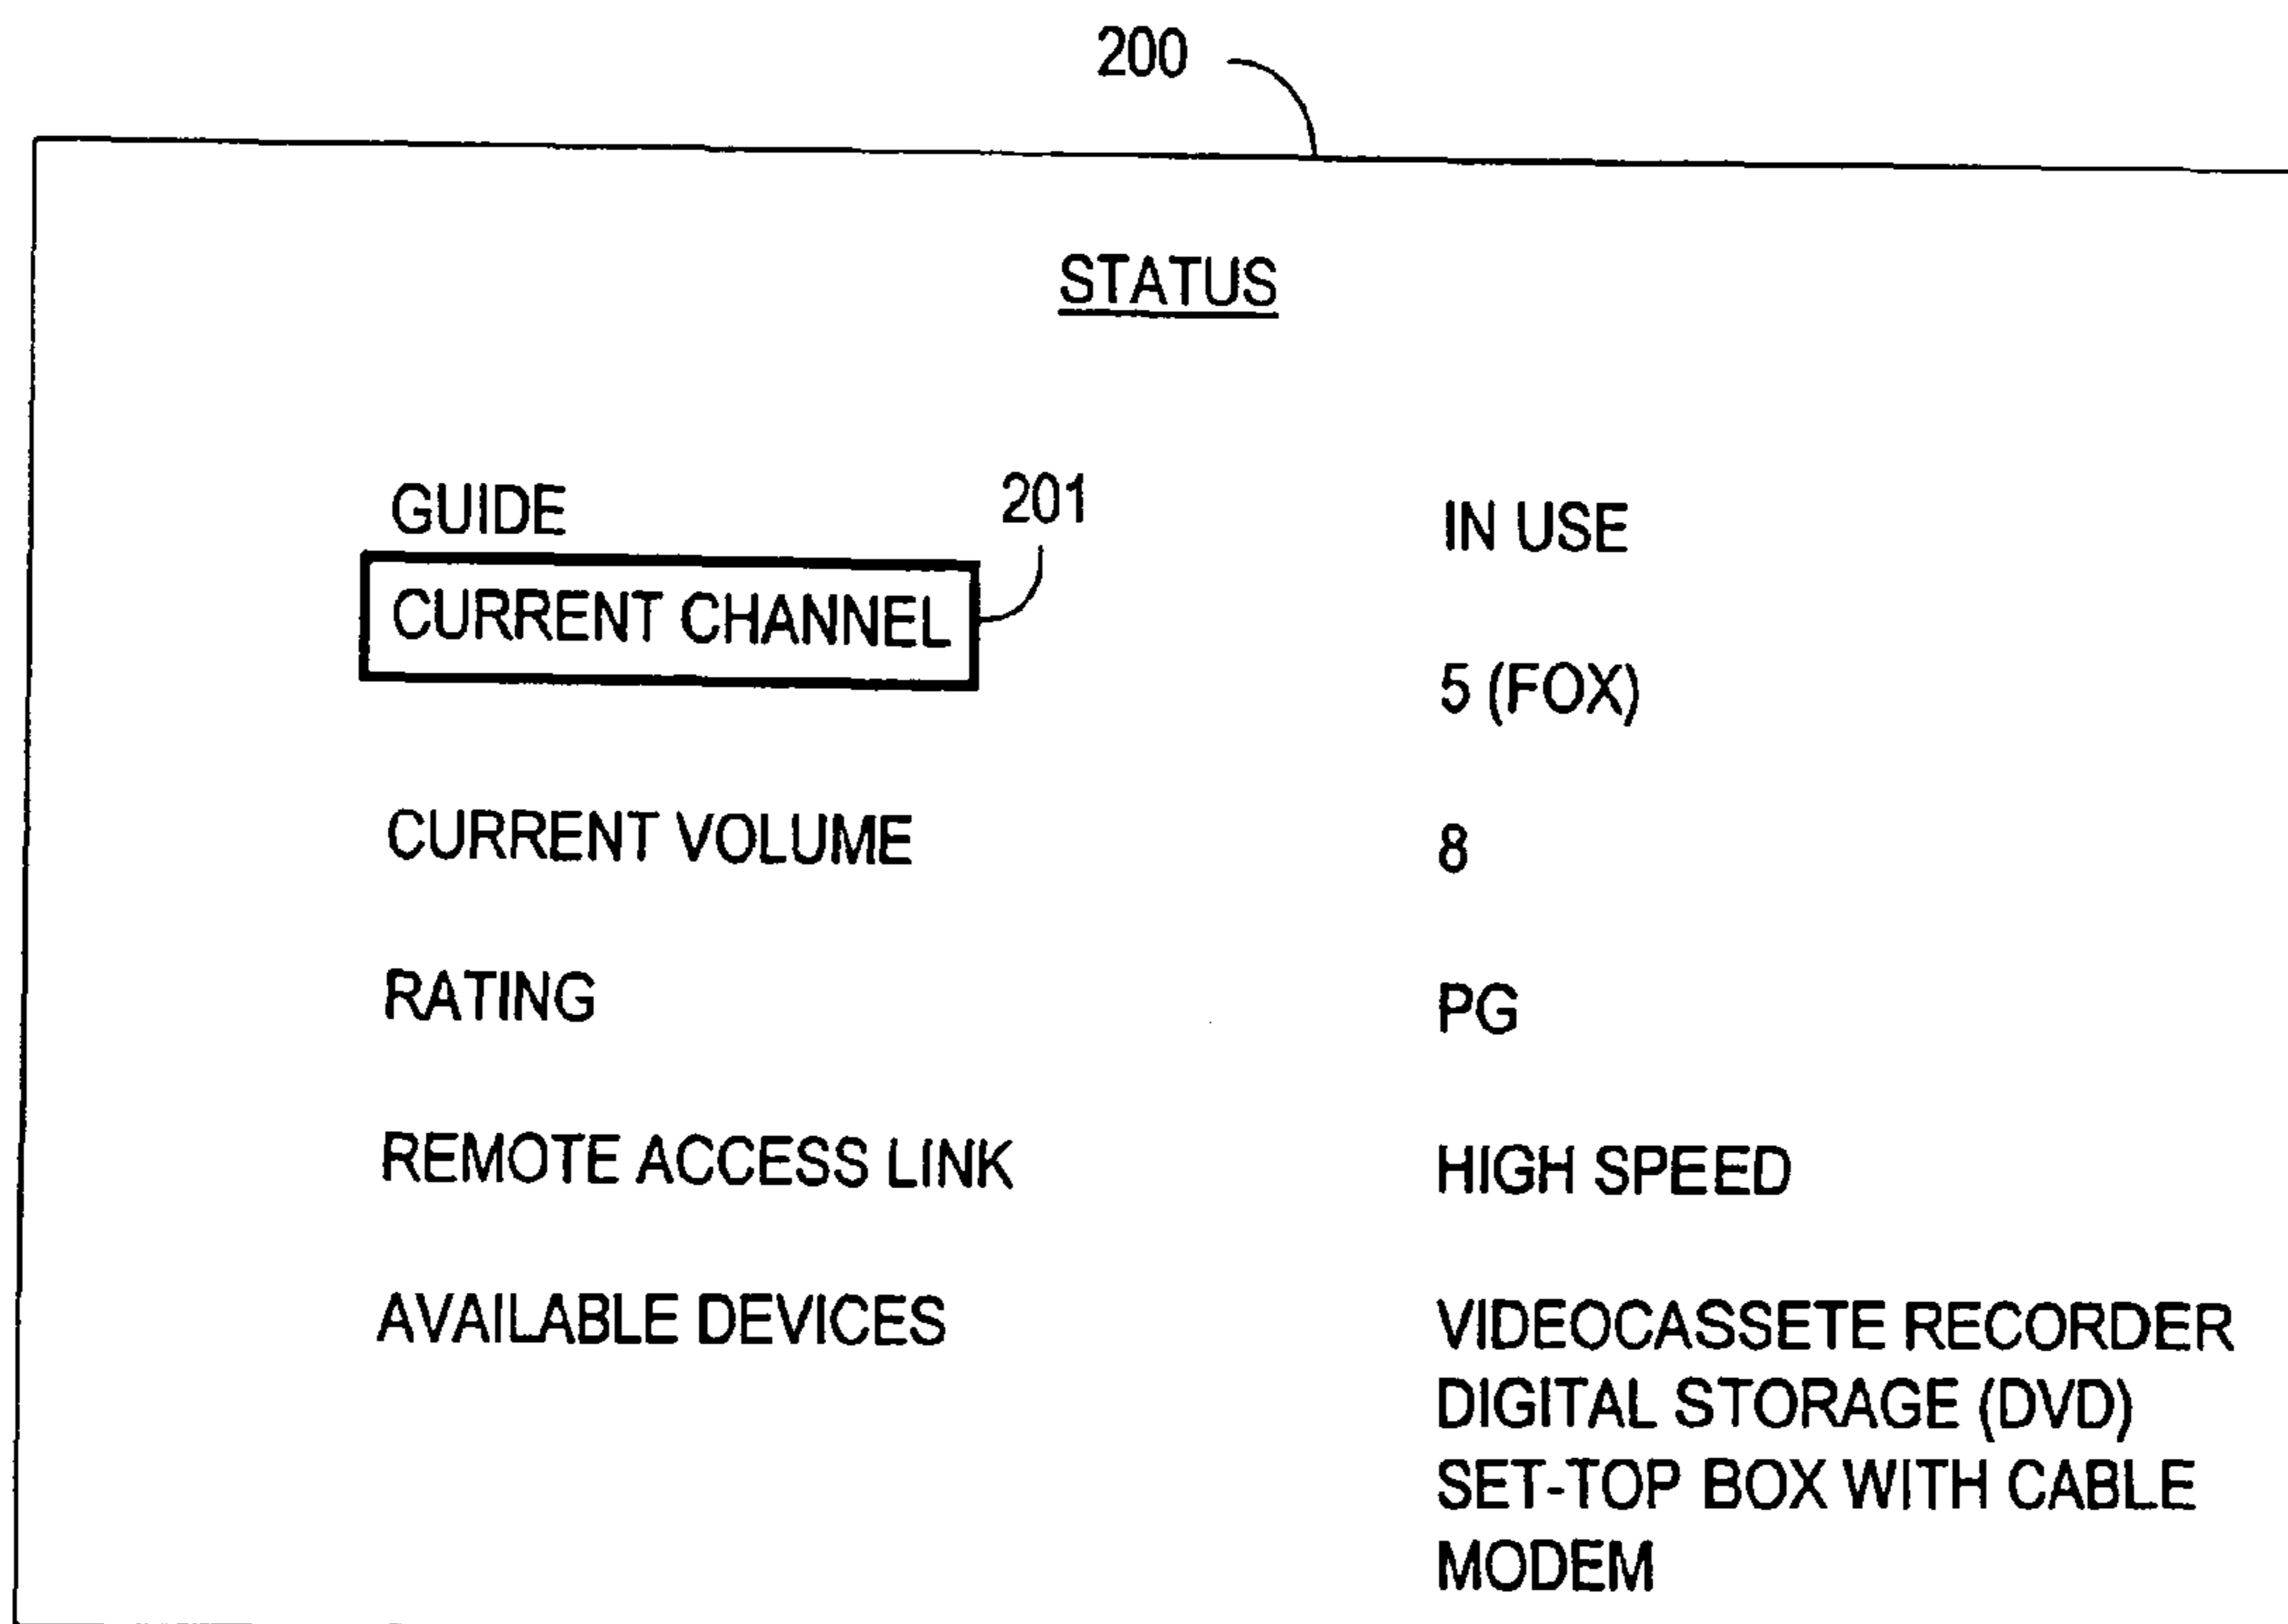 200
STATUS
GUIDE 201 IN USE
CURRENT CHANNEL 5 (FOX)
CURRENT VOLUME 8
RATING PG
REMOTE ACCESS LINK HIGH SPEED
AVAILABLE DEVICES VIDEOCASSETE RECORDER
DIGITAL STORAGE (DVD)
SET-TOP BOX WITH CABLE
MODEM